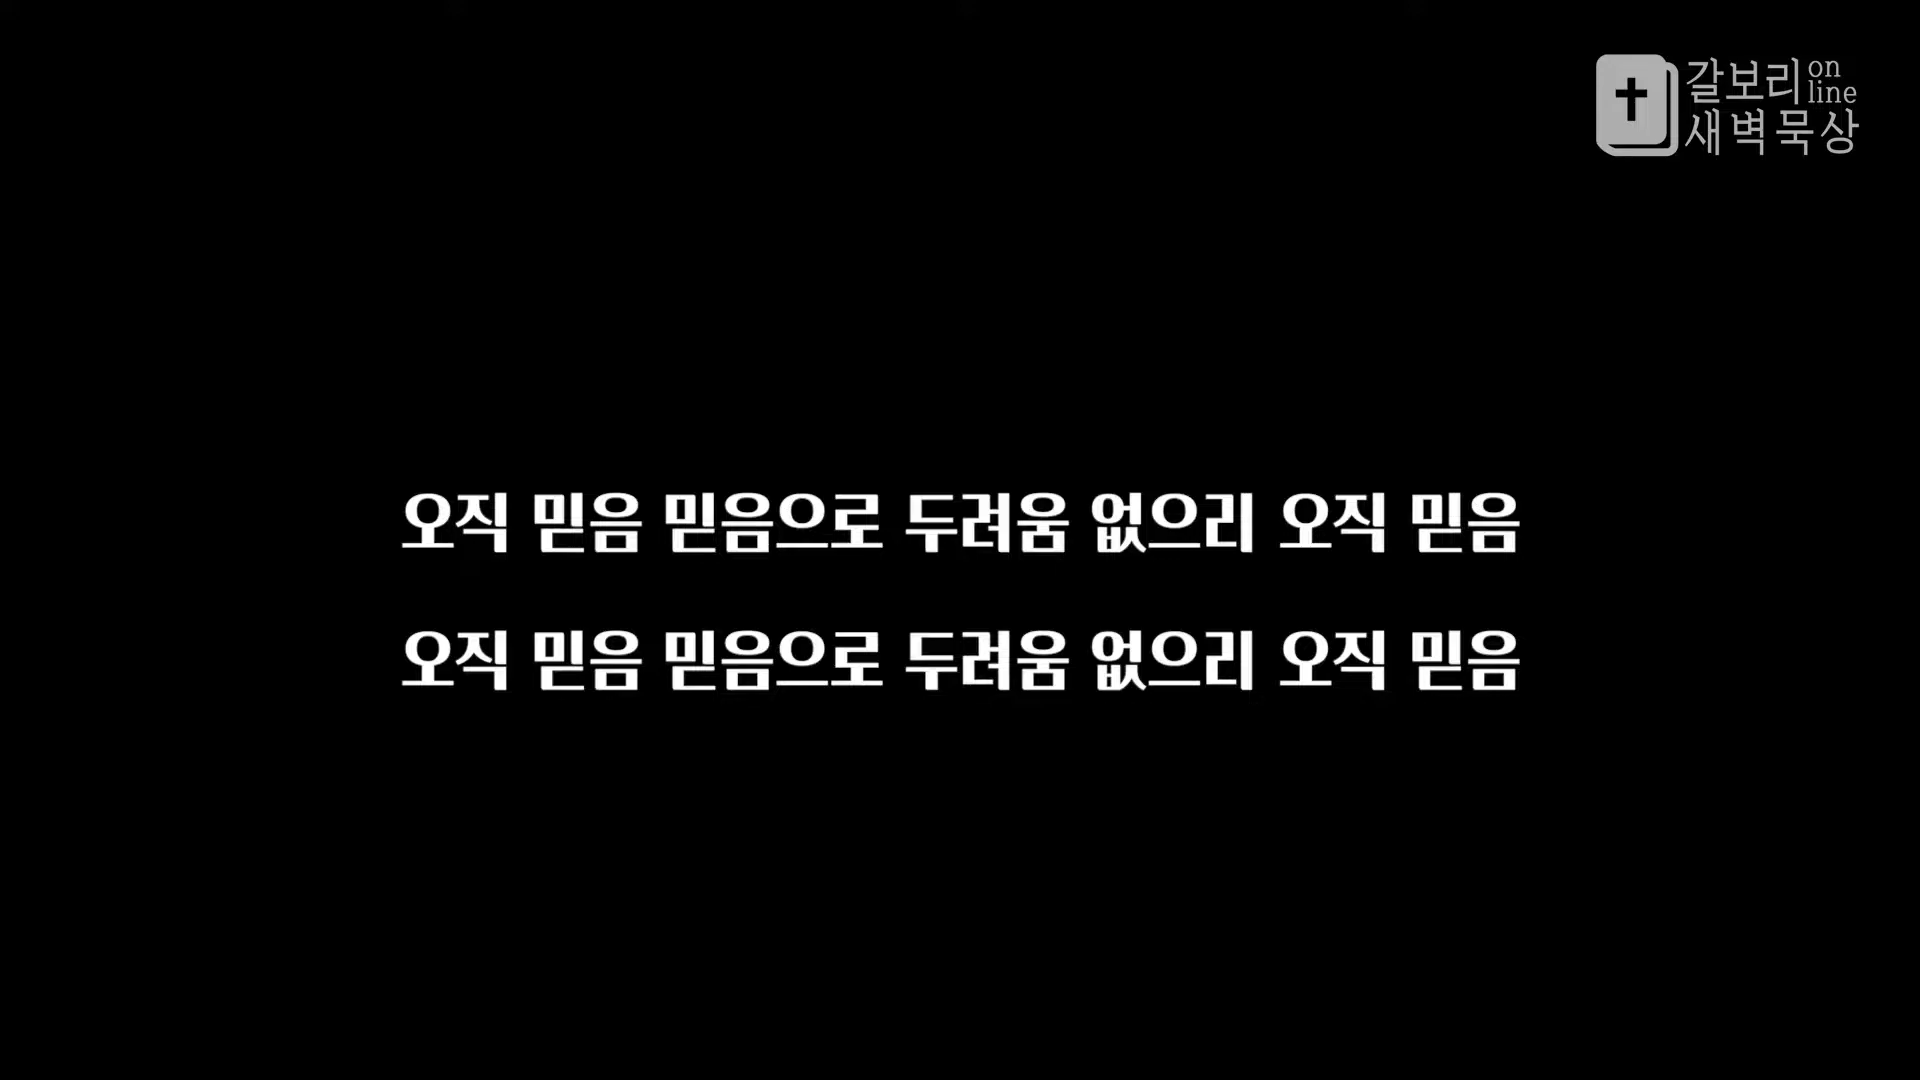 갈보리 on line
새벽묵상
오직 믿음 믿음으로 두려움 없으리 오직 믿음
오직 믿음 믿음으로 두려움 없으리 오직 믿음